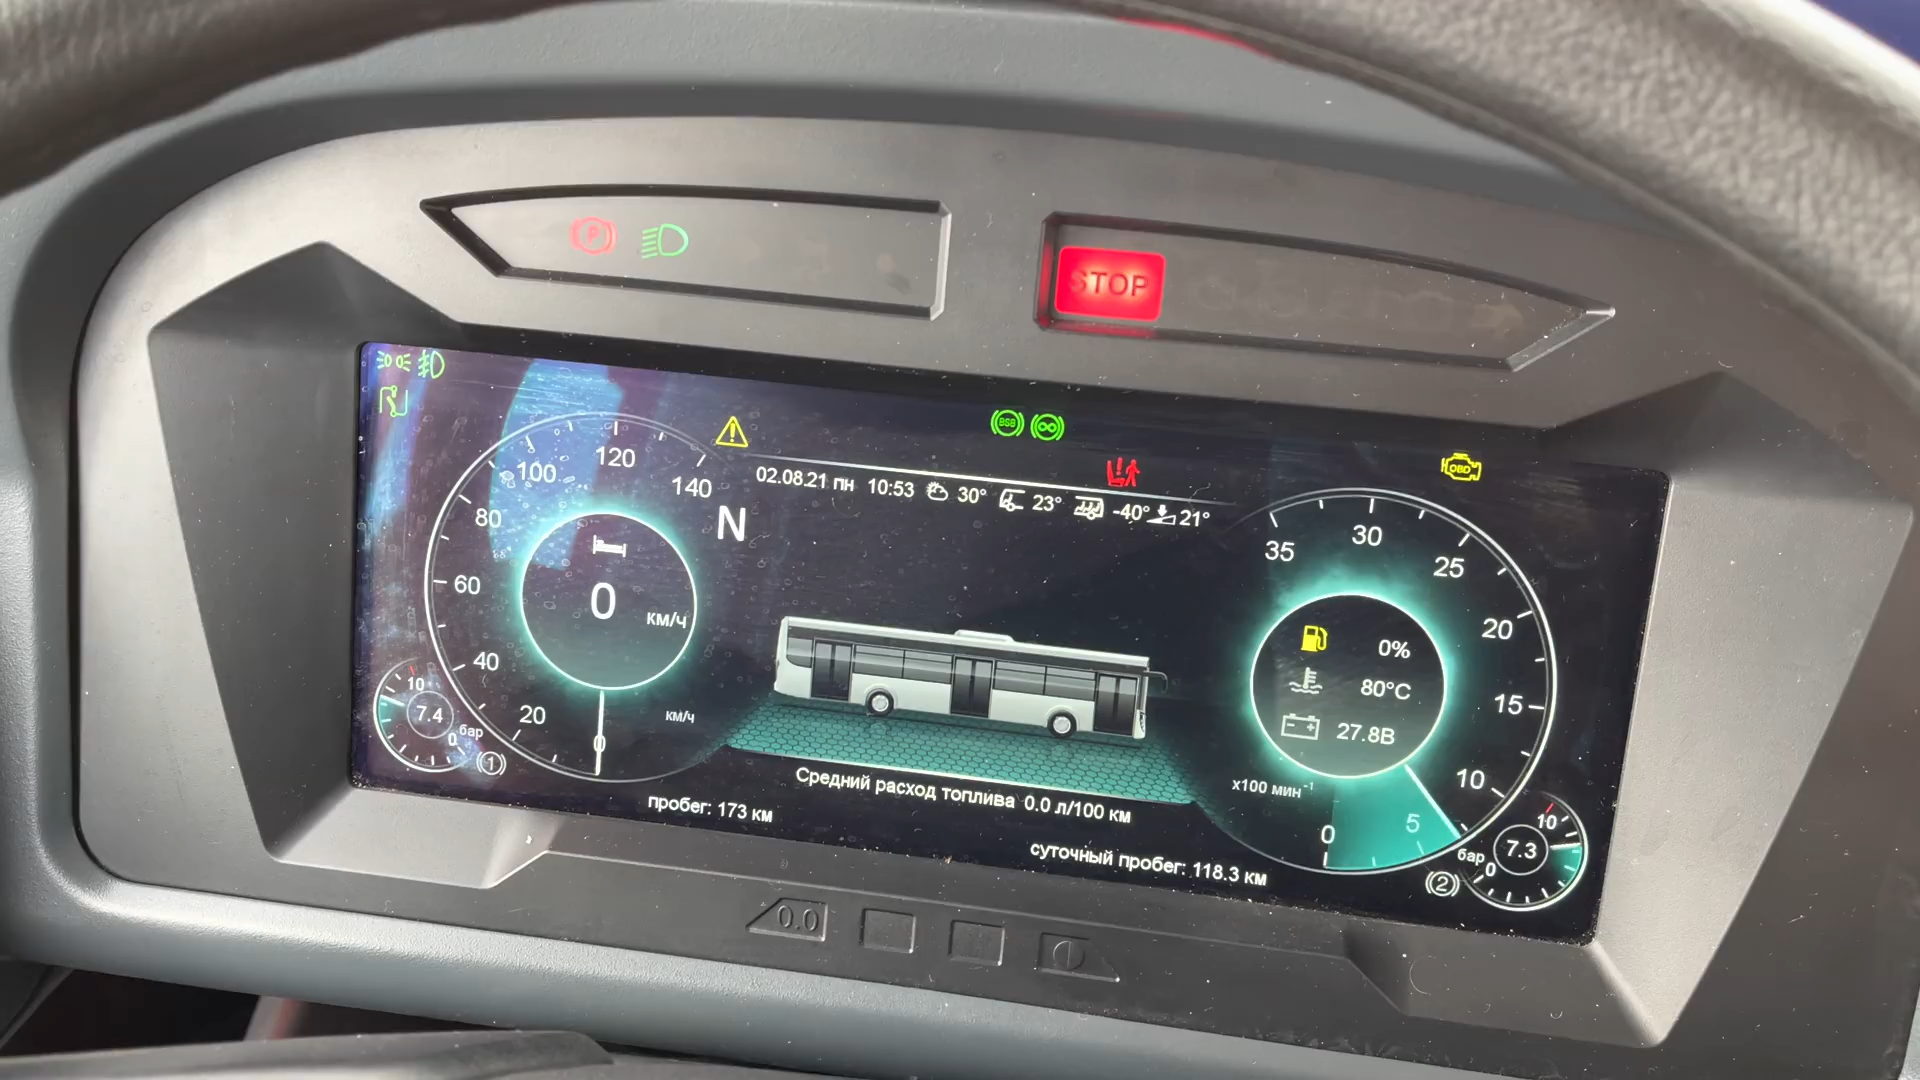 P
STOP
BSB
02.08.21 пн 10:53 30° 23° -40° 21°
OBD
N
0
км/ч
км/ч
0
20
40
60
80
100
120
140
10
7.4
бар
0
1
35
30
25
20
15
10
5
0
0%
80°C
27.8В
x100 мин⁻¹
10
7.3
бар
0
2
Средний расход топлива 0.0 л/100 км
пробег: 173 км
суточный пробег: 118.3 км
0.0